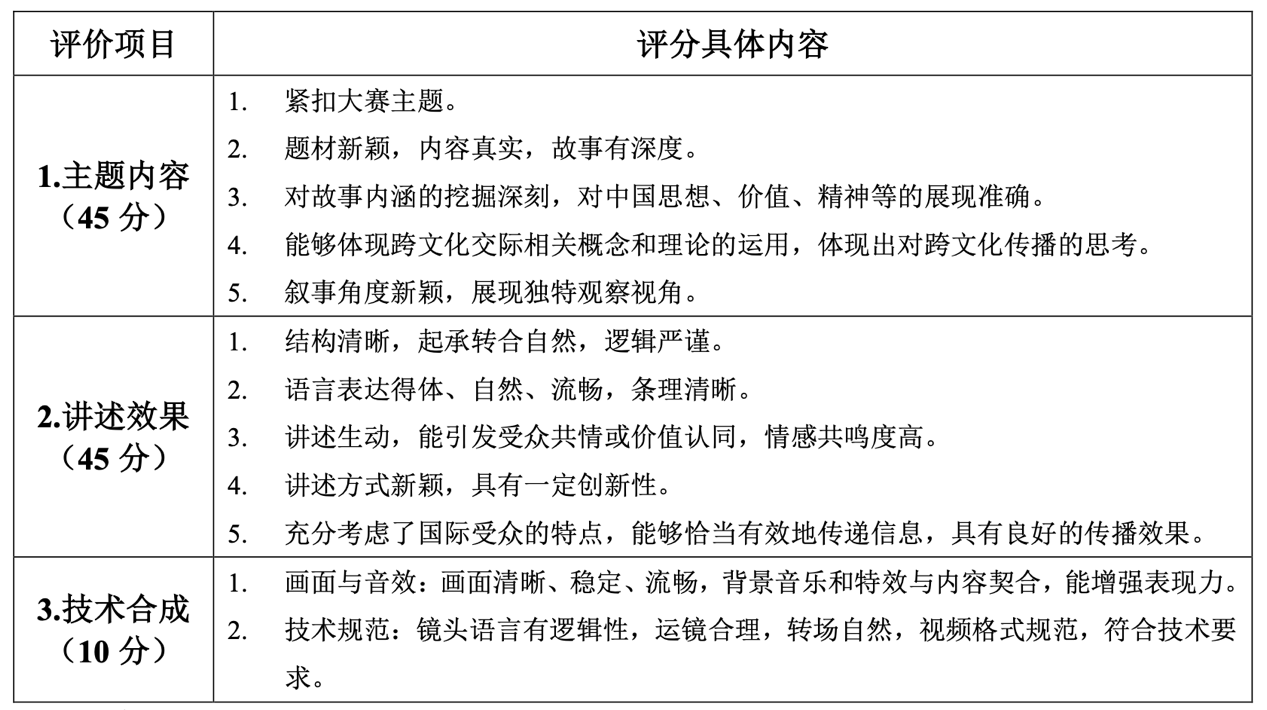 评价项目 评分具体内容
1.主题内容
（45 分）
1. 紧扣大赛主题。
2. 题材新颖，内容真实，故事有深度。
3. 对故事内涵的挖掘深刻，对中国思想、价值、精神等的展现准确。
4. 能够体现跨文化交际相关概念和理论的运用，体现出对跨文化传播的思考。
5. 叙事角度新颖，展现独特观察视角。
2.讲述效果
（45 分）
1. 结构清晰，起承转合自然，逻辑严谨。
2. 语言表达得体、自然、流畅，条理清晰。
3. 讲述生动，能引发受众共情或价值认同，情感共鸣度高。
4. 讲述方式新颖，具有一定创新性。
5. 充分考虑了国际受众的特点，能够恰当有效地传递信息，具有良好的传播效果。
3.技术合成
（10 分）
1. 画面与音效：画面清晰、稳定、流畅，背景音乐和特效与内容契合，能增强表现力。
2. 技术规范：镜头语言有逻辑性，运镜合理，转场自然，视频格式规范，符合技术要
求。